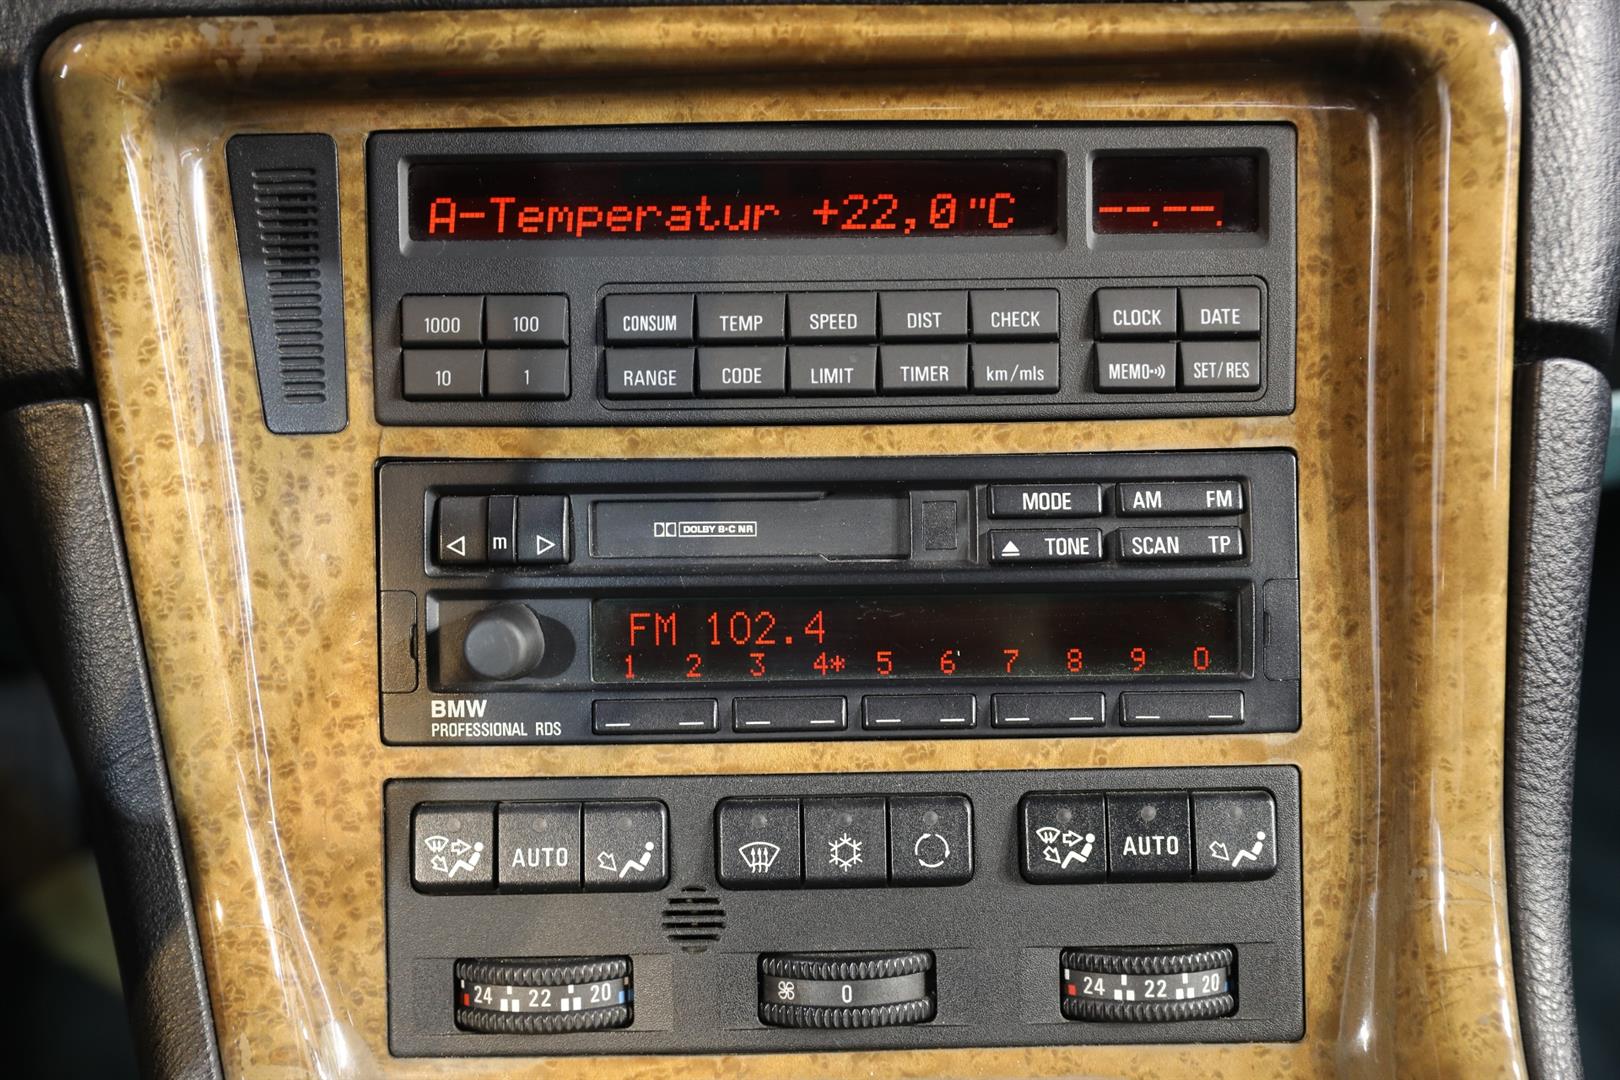 A-Temperatur +22,0"C --.--.
1000 100 CONSUM TEMP SPEED DIST CHECK CLOCK DATE
10 1 RANGE CODE LIMIT TIMER km/mls MEMO SET/RES
MODE AM FM
m DOLBY B·C NR TONE SCAN TP
FM 102.4
1 2 3 4* 5 6 7 8 9 0
BMW
PROFESSIONAL RDS
AUTO AUTO
24 22 20 0 24 22 20